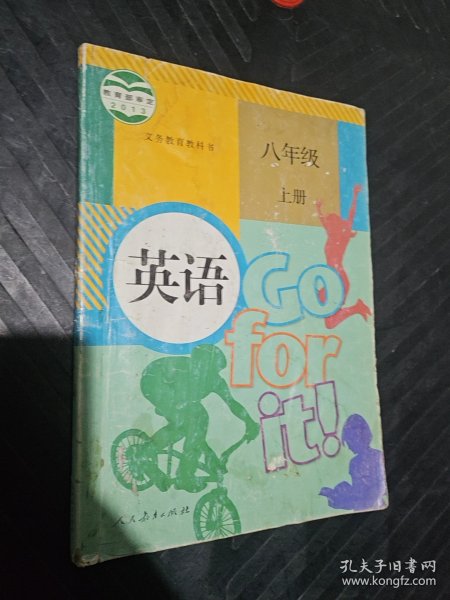 教育部审定
2013
义务教育教科书
八年级
上册
英语
Go
for
it!
人民教育出版社
孔夫子旧书网
www.kongfz.com